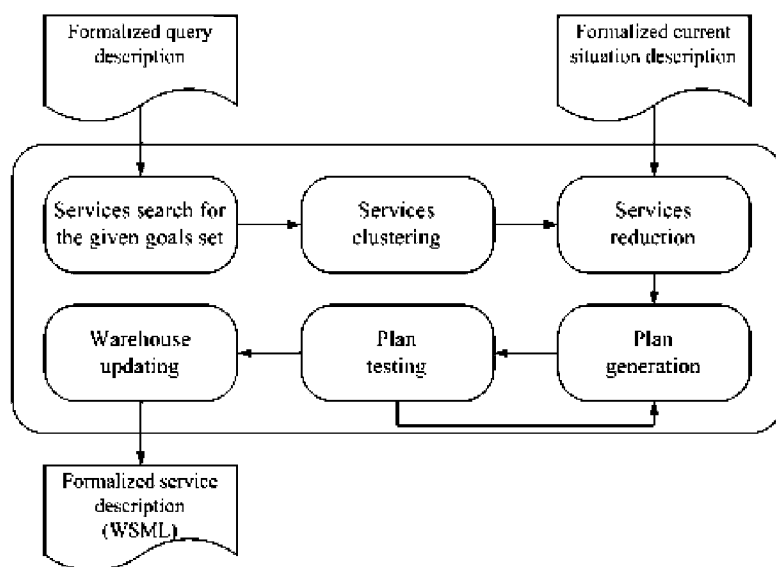 Formalized query
description
Formalized current
situation description
Services search for
the given goals set
Services
clustering
Services
reduction
Warehouse
updating
Plan
testing
Plan
generation
Formalized service
description
(WSML)